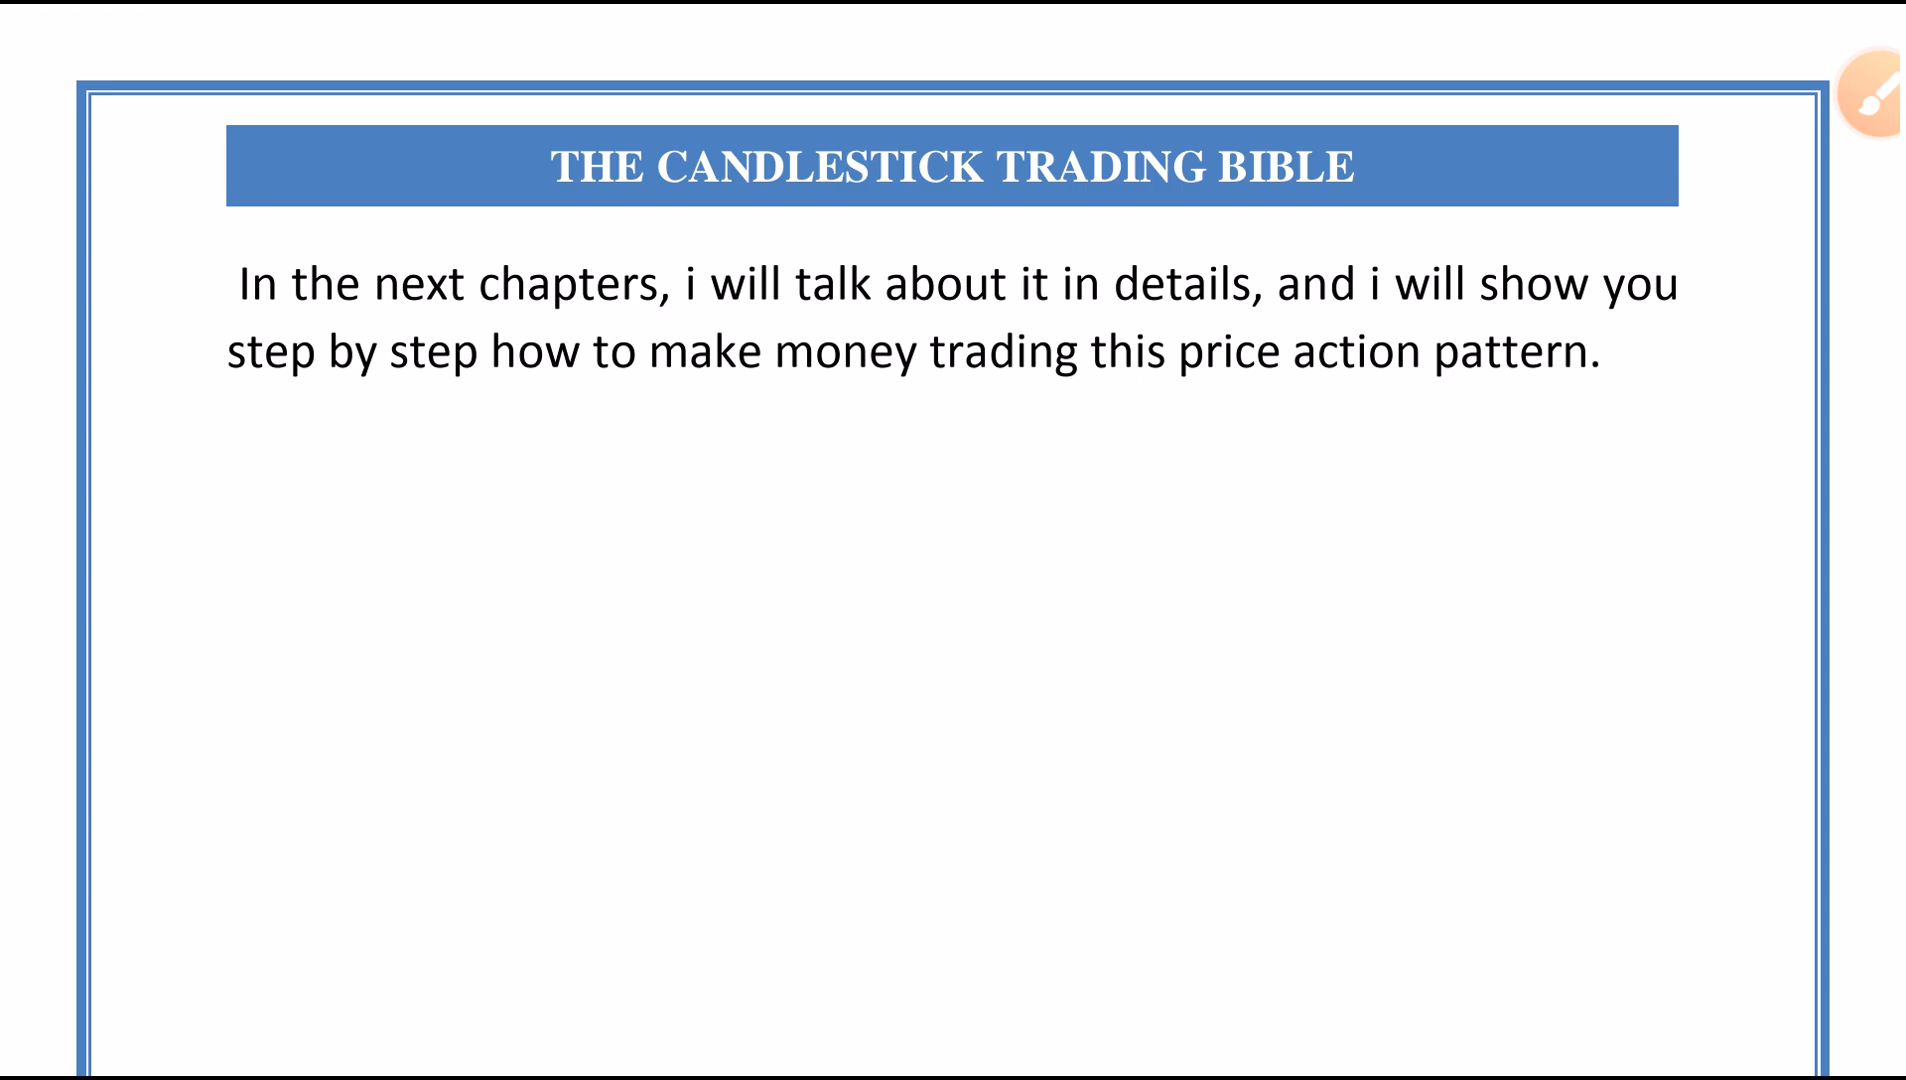 THE CANDLESTICK TRADING BIBLE
In the next chapters, i will talk about it in details, and i will show you
step by step how to make money trading this price action pattern.